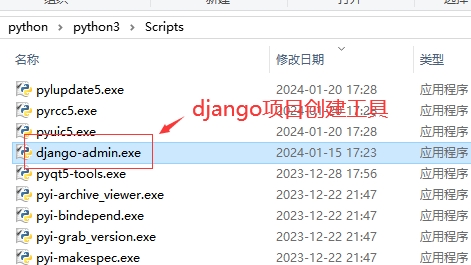 python > python3 > Scripts
名称 修改日期 类型
pylupdate5.exe 2024-01-20 17:28 应用程序
pyrcc5.exe 2024-01-20 17:28 应用程序
django项目创建工具
pyuic5.exe 2024-01-20 17:28 应用程序
django-admin.exe 2024-01-15 17:23 应用程序
pyqt5-tools.exe 2023-12-28 17:56 应用程序
pyi-archive_viewer.exe 2023-12-22 21:47 应用程序
pyi-bindepend.exe 2023-12-22 21:47 应用程序
pyi-grab_version.exe 2023-12-22 21:47 应用程序
pyi-makespec.exe 2023-12-22 21:47 应用程序